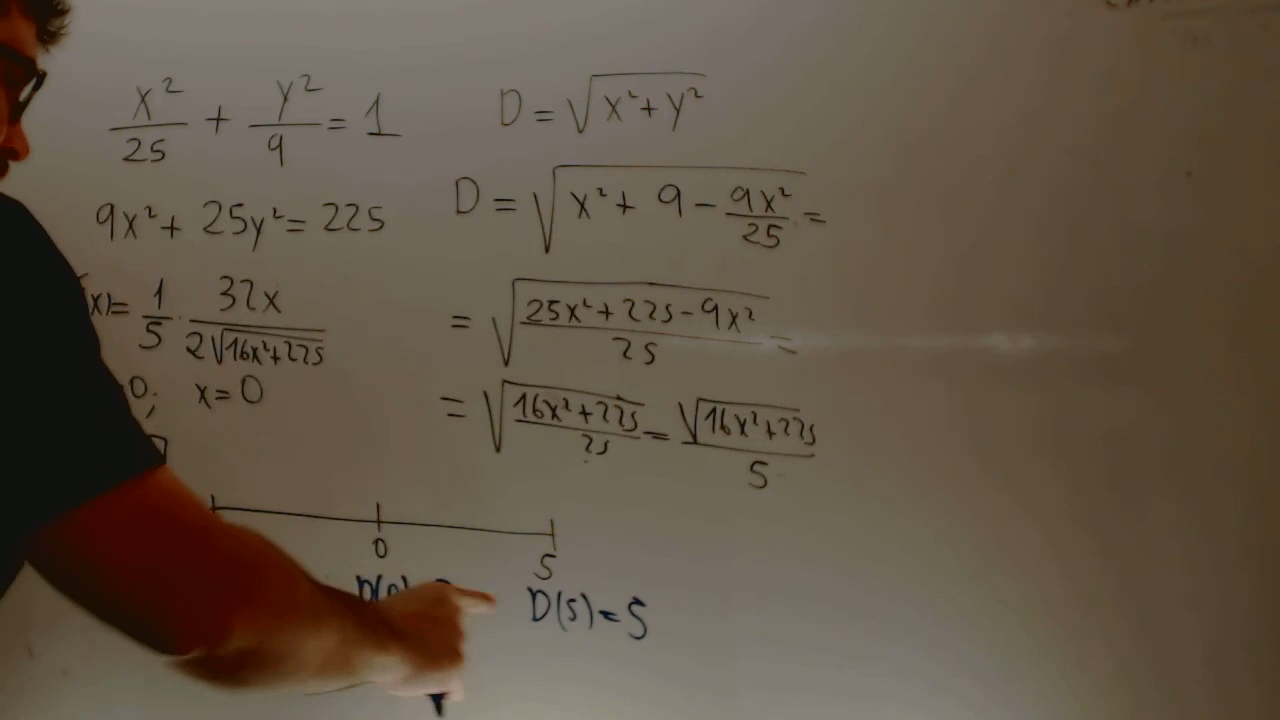 x²/25 + y²/9 = 1
D = √(x²+y²)
9x² + 25y² = 225
D = √(x² + 9 − 9x²/25) =
(x) = 1/5 · 32x/(2√(16x²+225))
= √((25x²+225−9x²)/25) =
0; x=0
= √((16x²+225)/25) = √(16x²+225)/5
0 5
D(5)=5